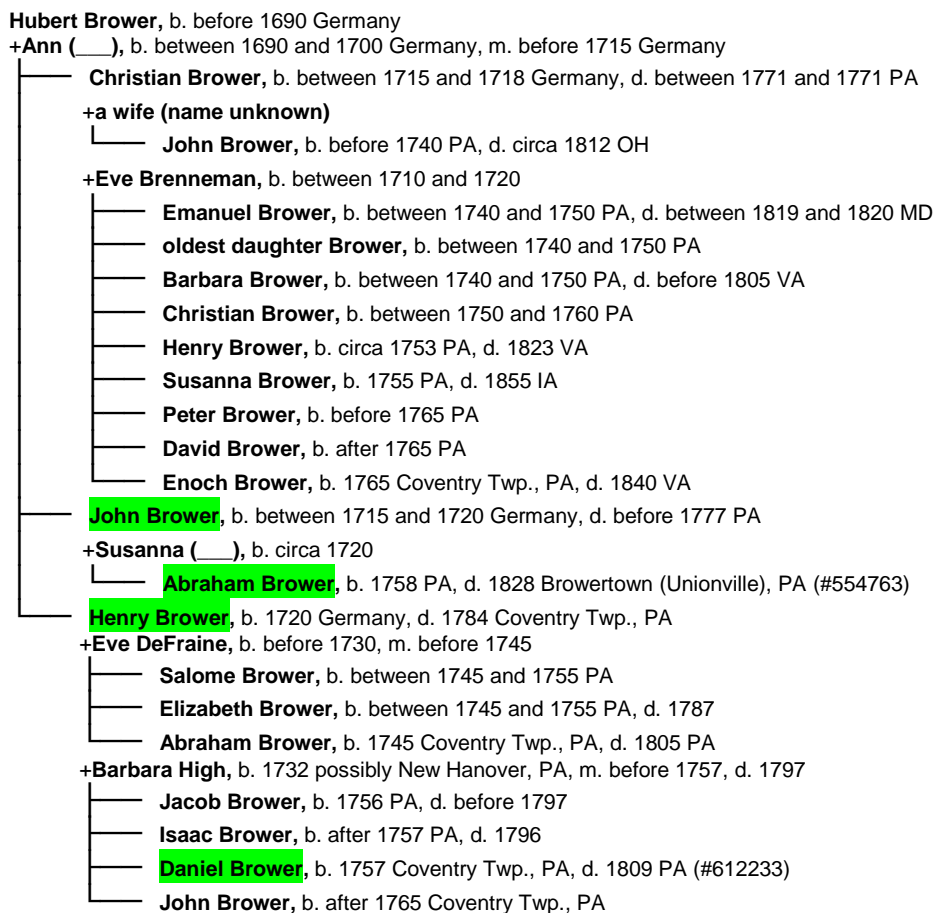 Hubert Brower, b. before 1690 Germany
+Ann (___), b. between 1690 and 1700 Germany, m. before 1715 Germany
Christian Brower, b. between 1715 and 1718 Germany, d. between 1771 and 1771 PA
+a wife (name unknown)
John Brower, b. before 1740 PA, d. circa 1812 OH
+Eve Brenneman, b. between 1710 and 1720
Emanuel Brower, b. between 1740 and 1750 PA, d. between 1819 and 1820 MD
oldest daughter Brower, b. between 1740 and 1750 PA
Barbara Brower, b. between 1740 and 1750 PA, d. before 1805 VA
Christian Brower, b. between 1750 and 1760 PA
Henry Brower, b. circa 1753 PA, d. 1823 VA
Susanna Brower, b. 1755 PA, d. 1855 IA
Peter Brower, b. before 1765 PA
David Brower, b. after 1765 PA
Enoch Brower, b. 1765 Coventry Twp., PA, d. 1840 VA
John Brower, b. between 1715 and 1720 Germany, d. before 1777 PA
+Susanna (___), b. circa 1720
Abraham Brower, b. 1758 PA, d. 1828 Browertown (Unionville), PA (#554763)
Henry Brower, b. 1720 Germany, d. 1784 Coventry Twp., PA
+Eve DeFraine, b. before 1730, m. before 1745
Salome Brower, b. between 1745 and 1755 PA
Elizabeth Brower, b. between 1745 and 1755 PA, d. 1787
Abraham Brower, b. 1745 Coventry Twp., PA, d. 1805 PA
+Barbara High, b. 1732 possibly New Hanover, PA, m. before 1757, d. 1797
Jacob Brower, b. 1756 PA, d. before 1797
Isaac Brower, b. after 1757 PA, d. 1796
Daniel Brower, b. 1757 Coventry Twp., PA, d. 1809 PA (#612233)
John Brower, b. after 1765 Coventry Twp., PA